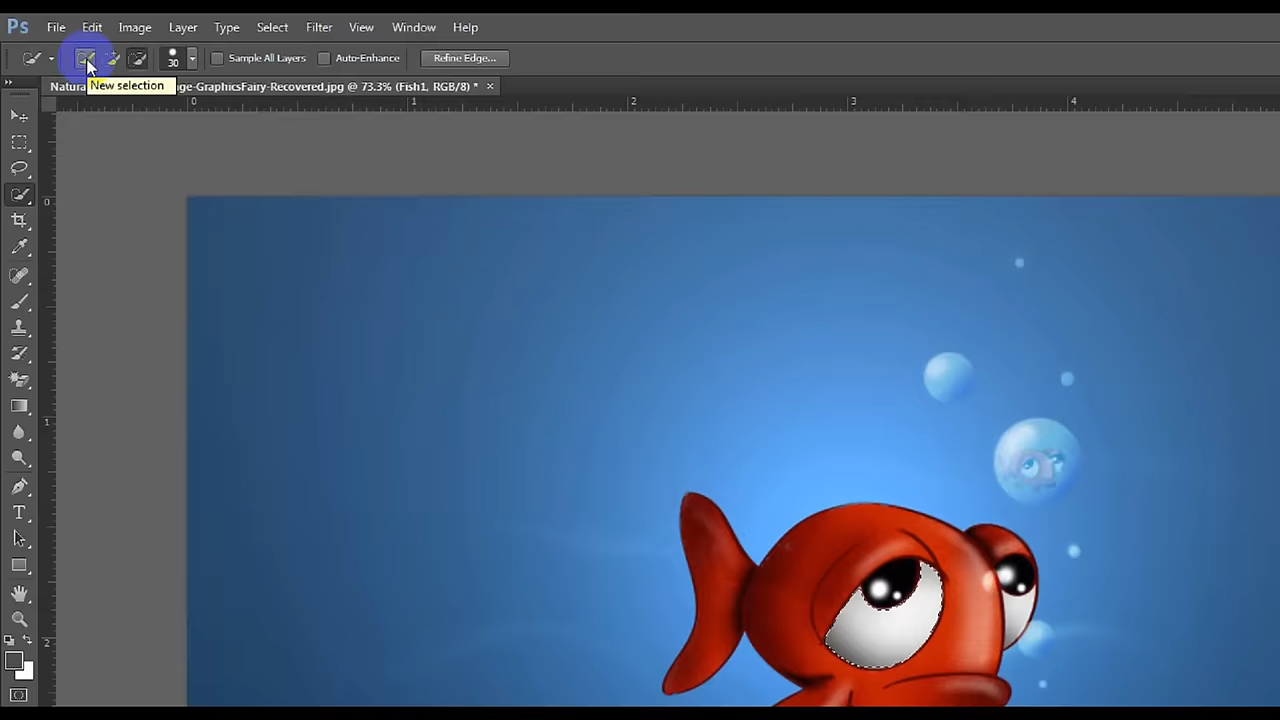 Ps File Edit Image Layer Type Select Filter View Window Help
30 Sample All Layers Auto-Enhance Refine Edge...
Natura ge-GraphicsFairy-Recovered.jpg @ 73.3% (Fish1, RGB/8) * ×
New selection
0 1 2 3 4
0
1
2
T